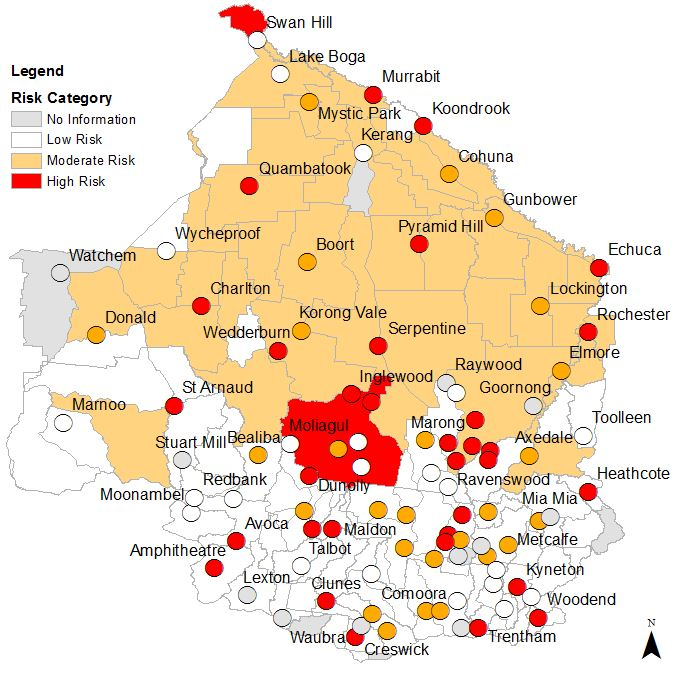 Swan Hill
Lake Boga
Legend
Murrabit
Risk Category
Mystic Park
Koondrook
No Information
Low Risk
Kerang
Moderate Risk
Cohuna
High Risk
Quambatook
Gunbower
Pyramid Hill
Wycheproof
Boort
Echuca
Watchem
Charlton
Lockington
Donald
Korong Vale
Rochester
Wedderburn
Serpentine
Elmore
Inglewood
Raywood
St Arnaud
Goornong
Marnoo
Moliagul
Marong
Toolleen
Stuart Mill
Bealiba
Axedale
Redbank
Dunolly
Ravenswood
Heathcote
Moonambel
Mia Mia
Avoca
Maldon
Metcalfe
Amphitheatre
Talbot
Lexton
Clunes
Comoora
Kyneton
Woodend
Waubra
Trentham
Creswick
N